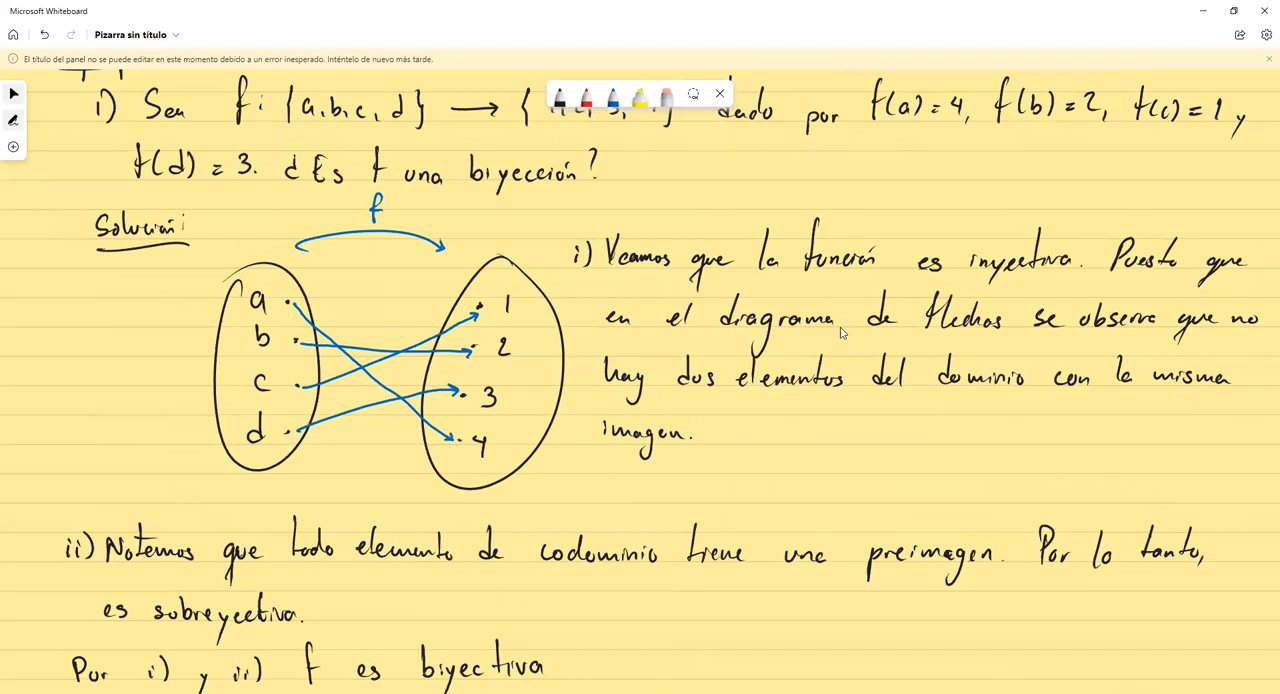 Microsoft Whiteboard
Pizarra sin título
El título del panel no se puede editar en este momento debido a un error inesperado. Inténtelo de nuevo más tarde.
1) Sea f: {a,b,c,d} → { dado por f(a)=4, f(b)=2, f(c)=1 y
f(d) = 3. ¿Es f una biyección?
Solución:
f
a
b
c
d
1
2
3
4
i) Veamos que la función es inyectiva. Puesto que
en el diagrama de flechas se observa que no
hay dos elementos del dominio con la misma
imagen.
ii) Notemos que todo elemento de codominio tiene una preimagen. Por lo tanto,
es sobreyectiva.
Por i) y ii) f es biyectiva